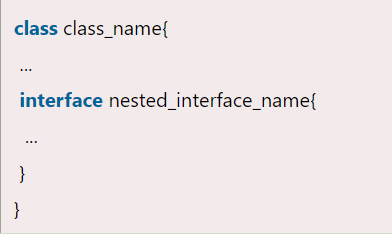 class class_name{
...
interface nested_interface_name{
...
}
}